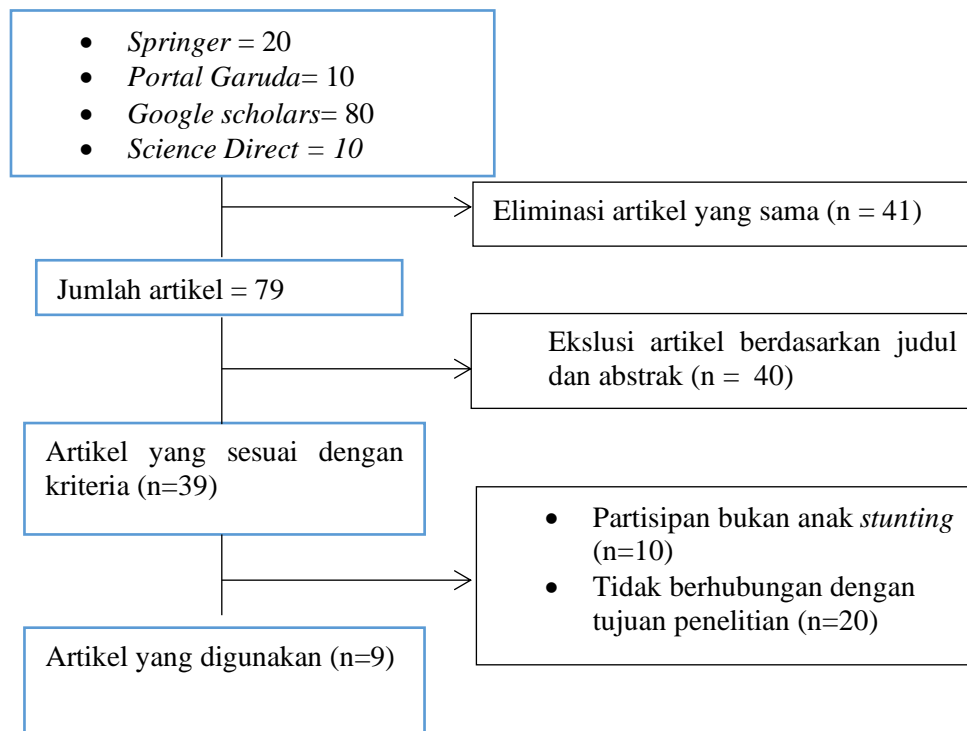 • Springer = 20
• Portal Garuda= 10
• Google scholars= 80
• Science Direct = 10
Eliminasi artikel yang sama (n = 41)
Jumlah artikel = 79
Ekslusi artikel berdasarkan judul
dan abstrak (n = 40)
Artikel yang sesuai dengan
kriteria (n=39)
• Partisipan bukan anak stunting
(n=10)
• Tidak berhubungan dengan
tujuan penelitian (n=20)
Artikel yang digunakan (n=9)